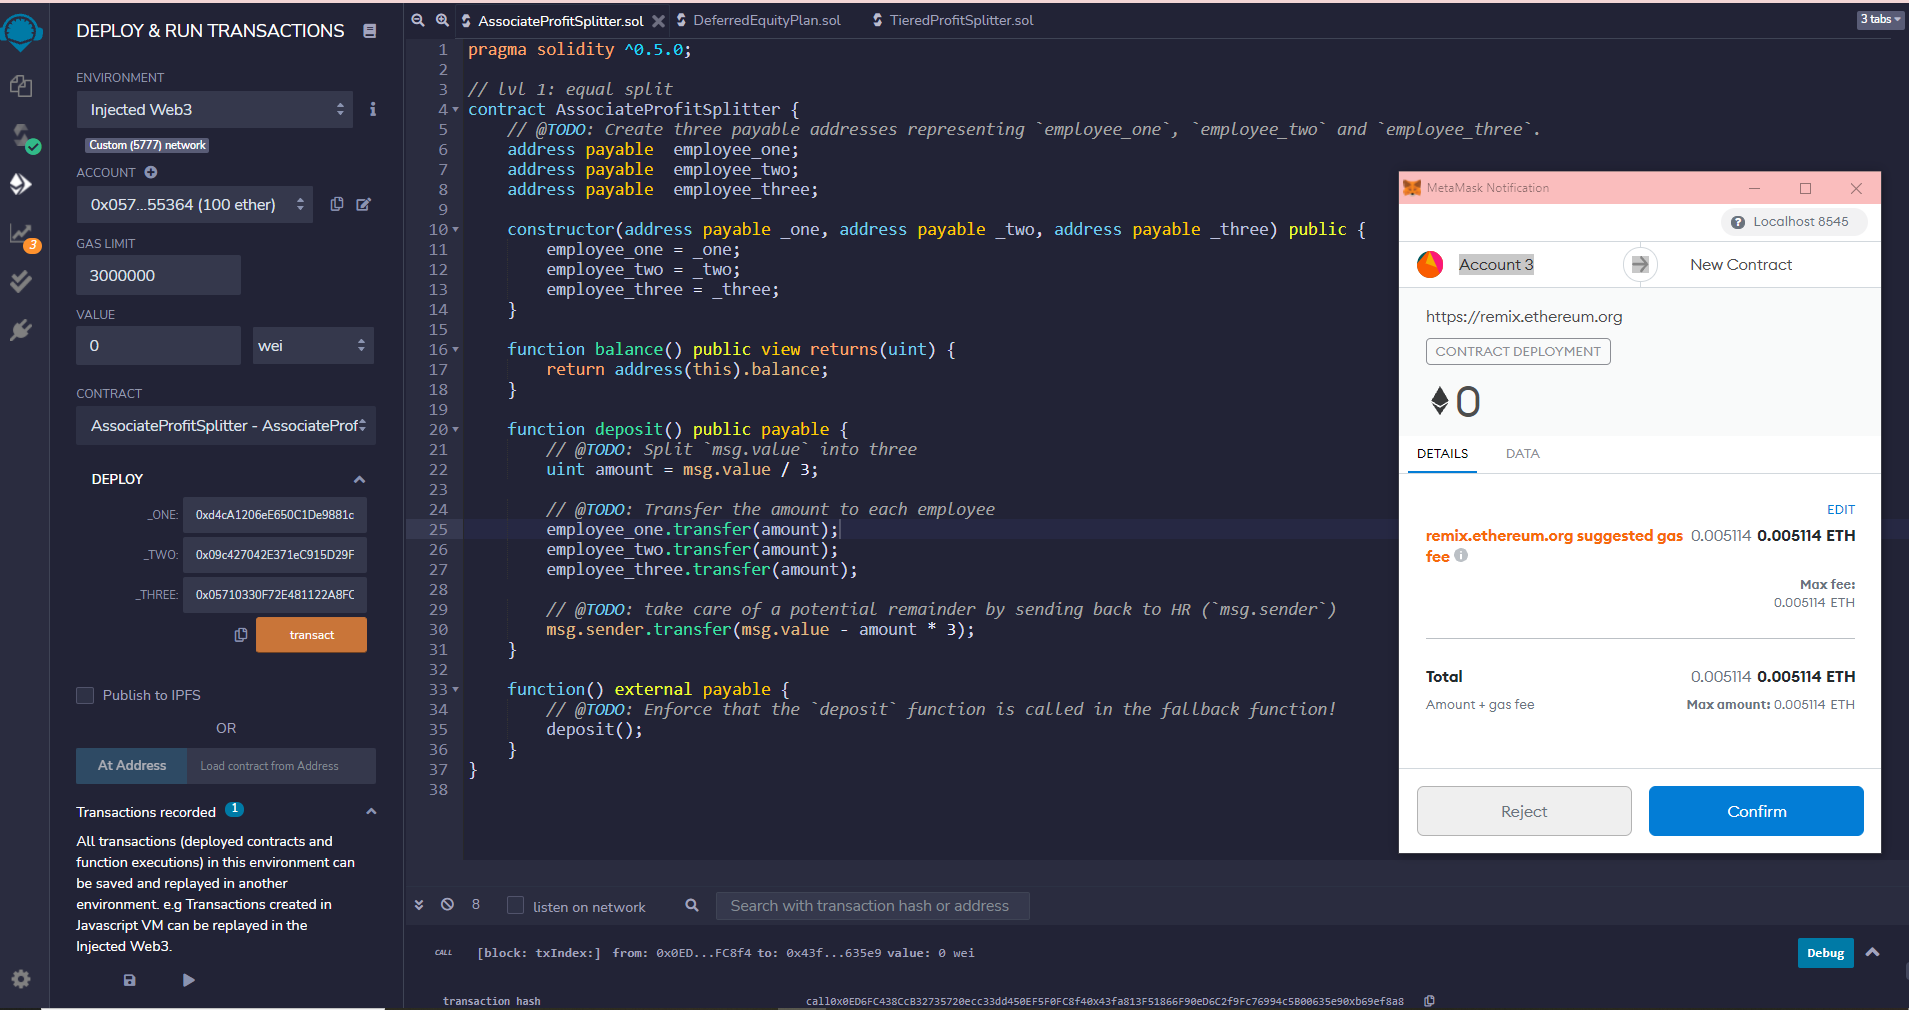 DEPLOY & RUN TRANSACTIONS
ENVIRONMENT
Injected Web3
Custom (5777) network
ACCOUNT
0x057...55364 (100 ether)
GAS LIMIT
3000000
VALUE
0
wei
CONTRACT
AssociateProfitSplitter - AssociateProf
DEPLOY
_ONE: 0xd4cA1206eE650C1De9881c
_TWO: 0x09c427042E371eC915D29F
_THREE: 0x05710330F72E481122A8FC
transact
Publish to IPFS
OR
At Address
Load contract from Address
Transactions recorded 1
All transactions (deployed contracts and
function executions) in this environment can
be saved and replayed in another
environment. e.g Transactions created in
Javascript VM can be replayed in the
Injected Web3.
3
AssociateProfitSplitter.sol
DeferredEquityPlan.sol
TieredProfitSplitter.sol
3 tabs
1 pragma solidity ^0.5.0;
2
3 // lvl 1: equal split
4 contract AssociateProfitSplitter {
5 // @TODO: Create three payable addresses representing `employee_one`, `employee_two` and `employee_three`.
6 address payable  employee_one;
7 address payable  employee_two;
8 address payable  employee_three;
9
10 constructor(address payable _one, address payable _two, address payable _three) public {
11 employee_one = _one;
12 employee_two = _two;
13 employee_three = _three;
14 }
15
16 function balance() public view returns(uint) {
17 return address(this).balance;
18 }
19
20 function deposit() public payable {
21 // @TODO: Split `msg.value` into three
22 uint amount = msg.value / 3;
23
24 // @TODO: Transfer the amount to each employee
25 employee_one.transfer(amount);
26 employee_two.transfer(amount);
27 employee_three.transfer(amount);
28
29 // @TODO: take care of a potential remainder by sending back to HR (`msg.sender`)
30 msg.sender.transfer(msg.value - amount * 3);
31 }
32
33 function() external payable {
34 // @TODO: Enforce that the `deposit` function is called in the fallback function!
35 deposit();
36 }
37 }
38
MetaMask Notification
Localhost 8545
Account 3
New Contract
https://remix.ethereum.org
CONTRACT DEPLOYMENT
0
DETAILS
DATA
EDIT
remix.ethereum.org suggested gas 0.005114 0.005114 ETH
fee
Max fee:
0.005114 ETH
Total 0.005114 0.005114 ETH
Amount + gas fee Max amount: 0.005114 ETH
Reject
Confirm
8
listen on network
Search with transaction hash or address
CALL [block: txIndex:] from: 0x0ED...FC8f4 to: 0x43f...635e9 value: 0 wei
Debug
transaction hash call0x0ED6FC438CcB32735720ecc33dd450EF5F0FC8f40x43fa813F51866F90eD6C2f9Fc76994c5B00635e90xb69ef8a8